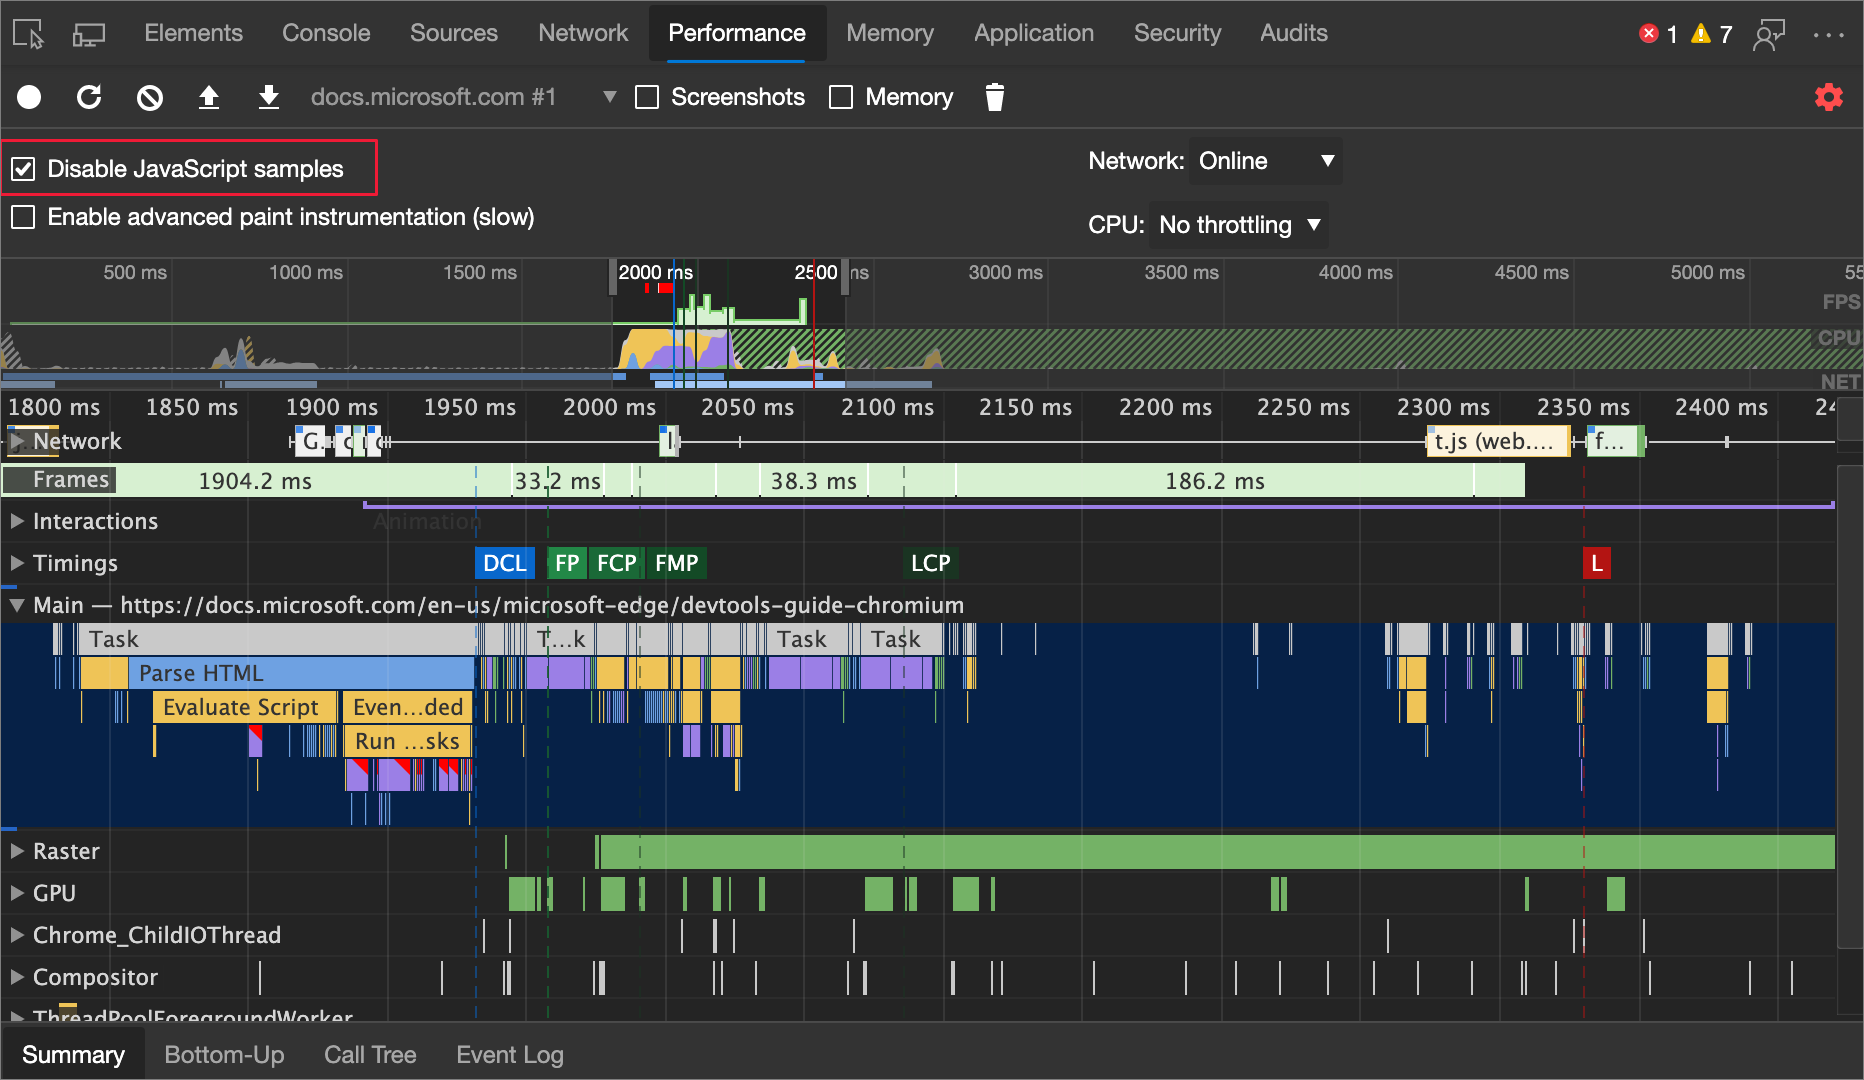 Elements Console Sources Network Performance Memory Application Security Audits 1 7
docs.microsoft.com #1 Screenshots Memory
Disable JavaScript samples
Network: Online
Enable advanced paint instrumentation (slow)
CPU: No throttling
500 ms 1000 ms 1500 ms 2000 ms 2500 ms 3000 ms 3500 ms 4000 ms 4500 ms 5000 ms 55
FPS
CPU
NET
1800 ms 1850 ms 1900 ms 1950 ms 2000 ms 2050 ms 2100 ms 2150 ms 2200 ms 2250 ms 2300 ms 2350 ms 2400 ms 24
Network G. t.js (web.... f...
Frames 1904.2 ms 33.2 ms 38.3 ms 186.2 ms
Interactions Animation
Timings DCL FP FCP FMP LCP L
Main — https://docs.microsoft.com/en-us/microsoft-edge/devtools-guide-chromium
Task T...k Task Task
Parse HTML
Evaluate Script Even...ded
Run ...sks
Raster
GPU
Chrome_ChildIOThread
Compositor
ThreadPoolForegroundWorker
Summary Bottom-Up Call Tree Event Log